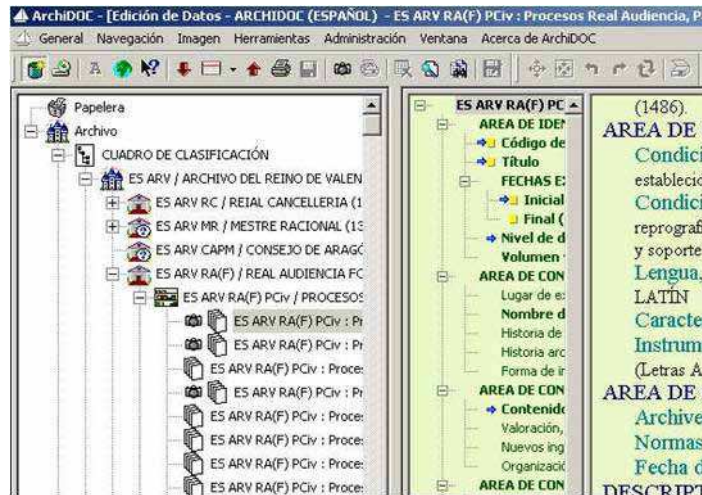 ArchiDOC - [Edición de Datos - ARCHIDOC (ESPAÑOL) - ES ARV RA(F) PCiv : Procesos Real Audiencia, P
General Navegación Imagen Herramientas Administración Ventana Acerca de ArchiDOC
Papelera
Archivo
CUADRO DE CLASIFICACIÓN
ES ARV / ARCHIVO DEL REINO DE VALEN
ES ARV RC / REIAL CANCELLERIA (1
ES ARV MR / MESTRE RACIONAL (13
ES ARV CAPM / CONSEJO DE ARAGÓ
ES ARV RA(F) / REAL AUDIENCIA FO
ES ARV RA(F) PCiv / PROCESOS
ES ARV RA(F) PCiv : Pr
ES ARV RA(F) PCiv : Pr
ES ARV RA(F) PCiv : Proce
ES ARV RA(F) PCiv : Pr
ES ARV RA(F) PCiv : Proce
ES ARV RA(F) PCiv : Proce
ES ARV RA(F) PCiv : Proce
ES ARV RA(F) PCiv : Proce
ES ARV RA(F) PC
AREA DE IDEN
Código de
Título
FECHAS E
Inicial
Final (
Nivel de d
Volumen
AREA DE CON
Lugar de e
Nombre d
Historia de
Historia arc
Forma de ir
AREA DE CON
Contenido
Valoración,
Nuevos ing
Organizació
AREA DE CON
(1486).
AREA DE
Condici
establecid
Condici
reprografi
y soporte
Lengua,
LATÍN
Caracte
Instrum
(Letras A
AREA DE
Archive
Normas
Fecha d
DESCRIPT